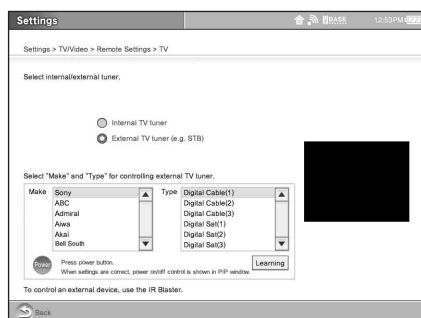 Settings
BASE 12:53PM
Settings > TV/Video > Remote Settings > TV
Select internal/external tuner.
Internal TV tuner
External TV tuner (e.g. STB)
Select "Make" and "Type" for controlling external TV tuner.
Make Sony Type Digital Cable(1)
ABC Digital Cable(2)
Admiral Digital Cable(3)
Aiwa Digital Sat(1)
Akai Digital Sat(2)
Bell South Digital Sat(3)
Power Press power button. Learning
When settings are correct, power on/off control is shown in PIP window.
To control an external device, use the IR Blaster.
Back